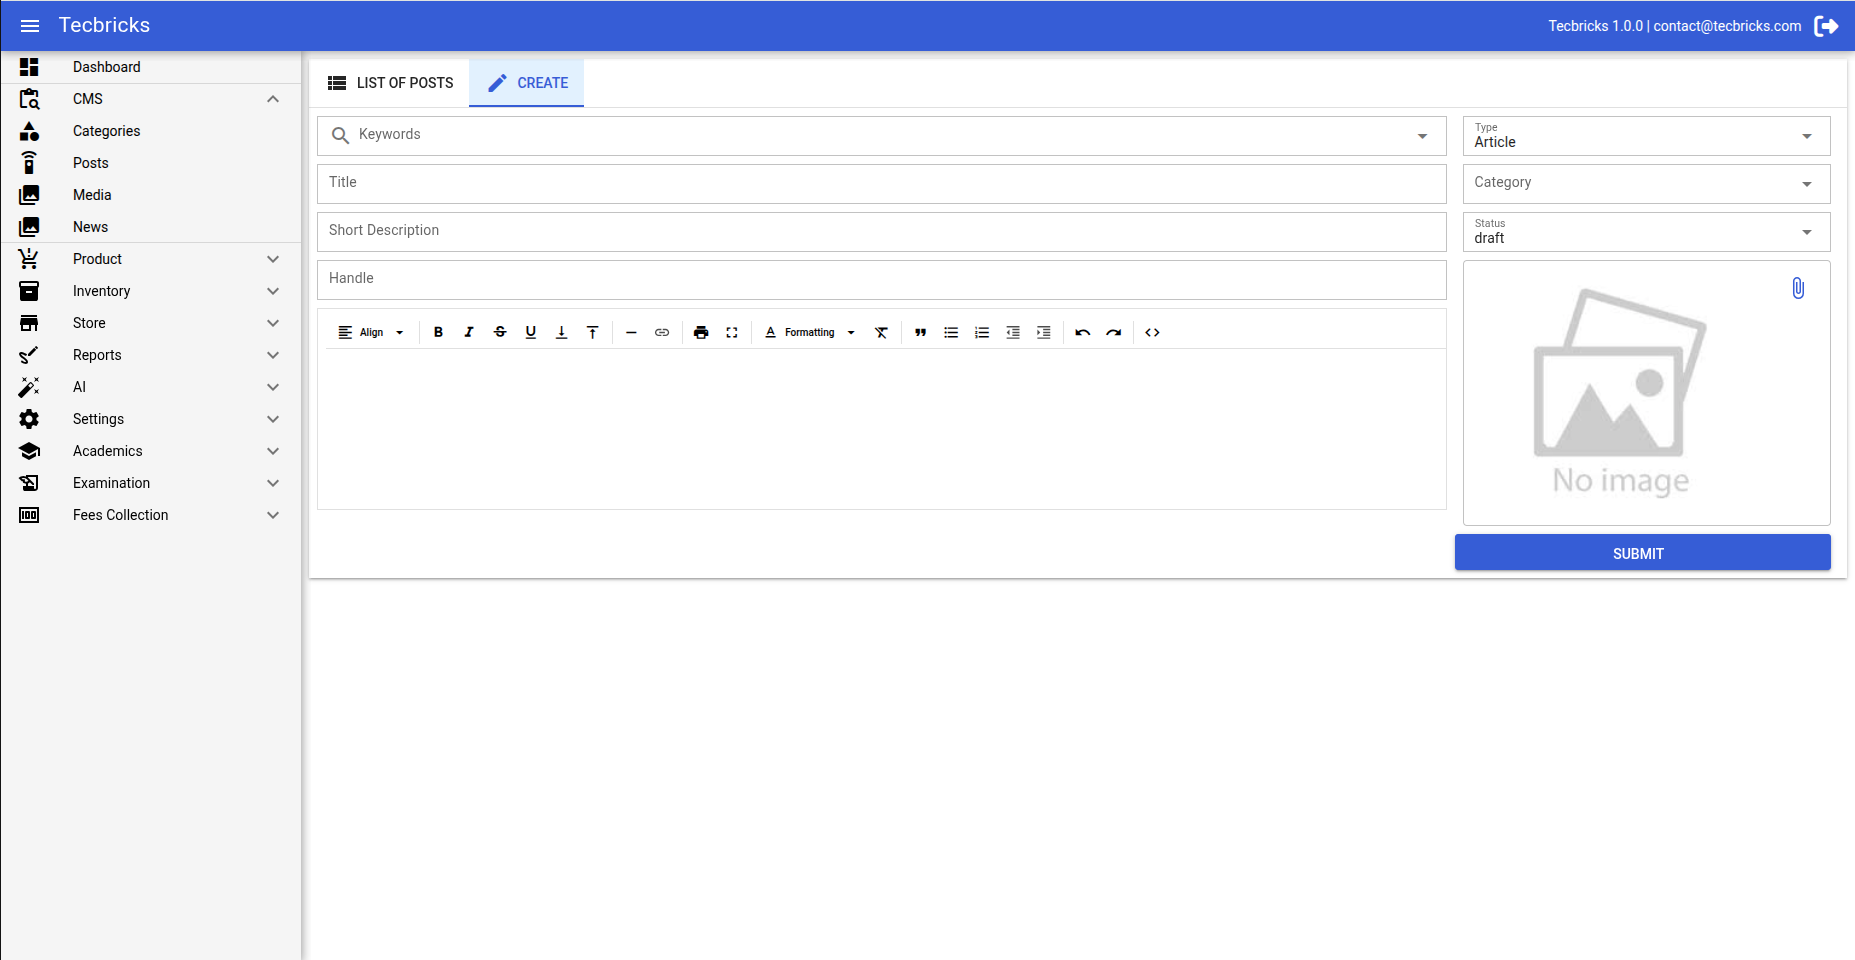 Tecbricks
Tecbricks 1.0.0 | contact@tecbricks.com
Dashboard
CMS
Categories
Posts
Media
News
Product
Inventory
Store
Reports
AI
Settings
Academics
Examination
Fees Collection
LIST OF POSTS
CREATE
Keywords
Title
Short Description
Handle
Align
Formatting
Type
Article
Category
Status
draft
No image
SUBMIT